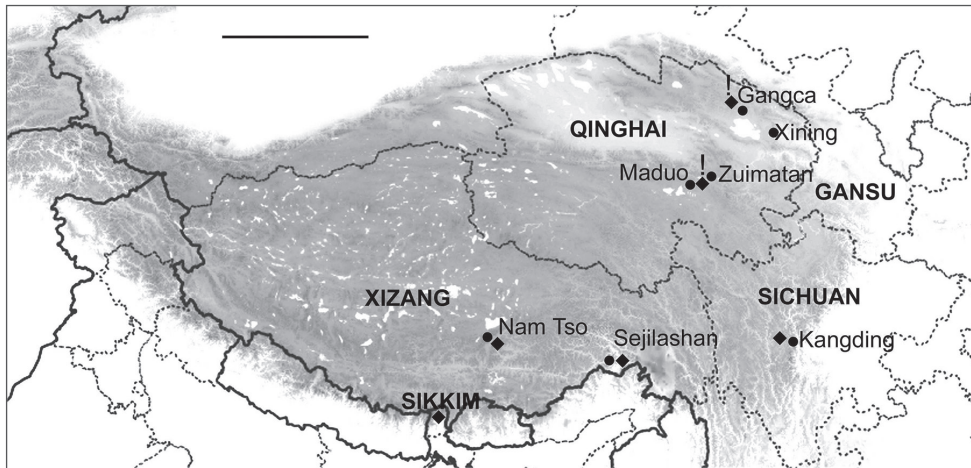 !
Gangca
QINGHAI
Xining
!
Maduo
Zuimatan
GANSU
XIZANG
SICHUAN
Nam Tso
Sejilashan
Kangding
SIKKIM